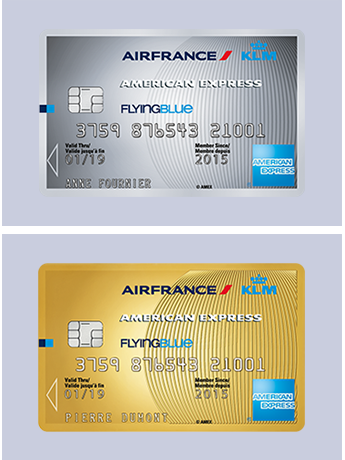 AIRFRANCE KLM
AMERICAN EXPRESS
FLYINGBLUE
3759 876543 21001
Valid Thru/ Member Since/
Valide jusqu'à fin Membre depuis
01/19 2015
AMERICAN
EXPRESS
ANNE FOURNIER © AMEX
AIRFRANCE KLM
AMERICAN EXPRESS
FLYINGBLUE
3759 876543 21001
Valid Thru/ Member Since/
Valide jusqu'à fin Membre depuis
01/19 2015
AMERICAN
EXPRESS
PIERRE DUMONT © AMEX